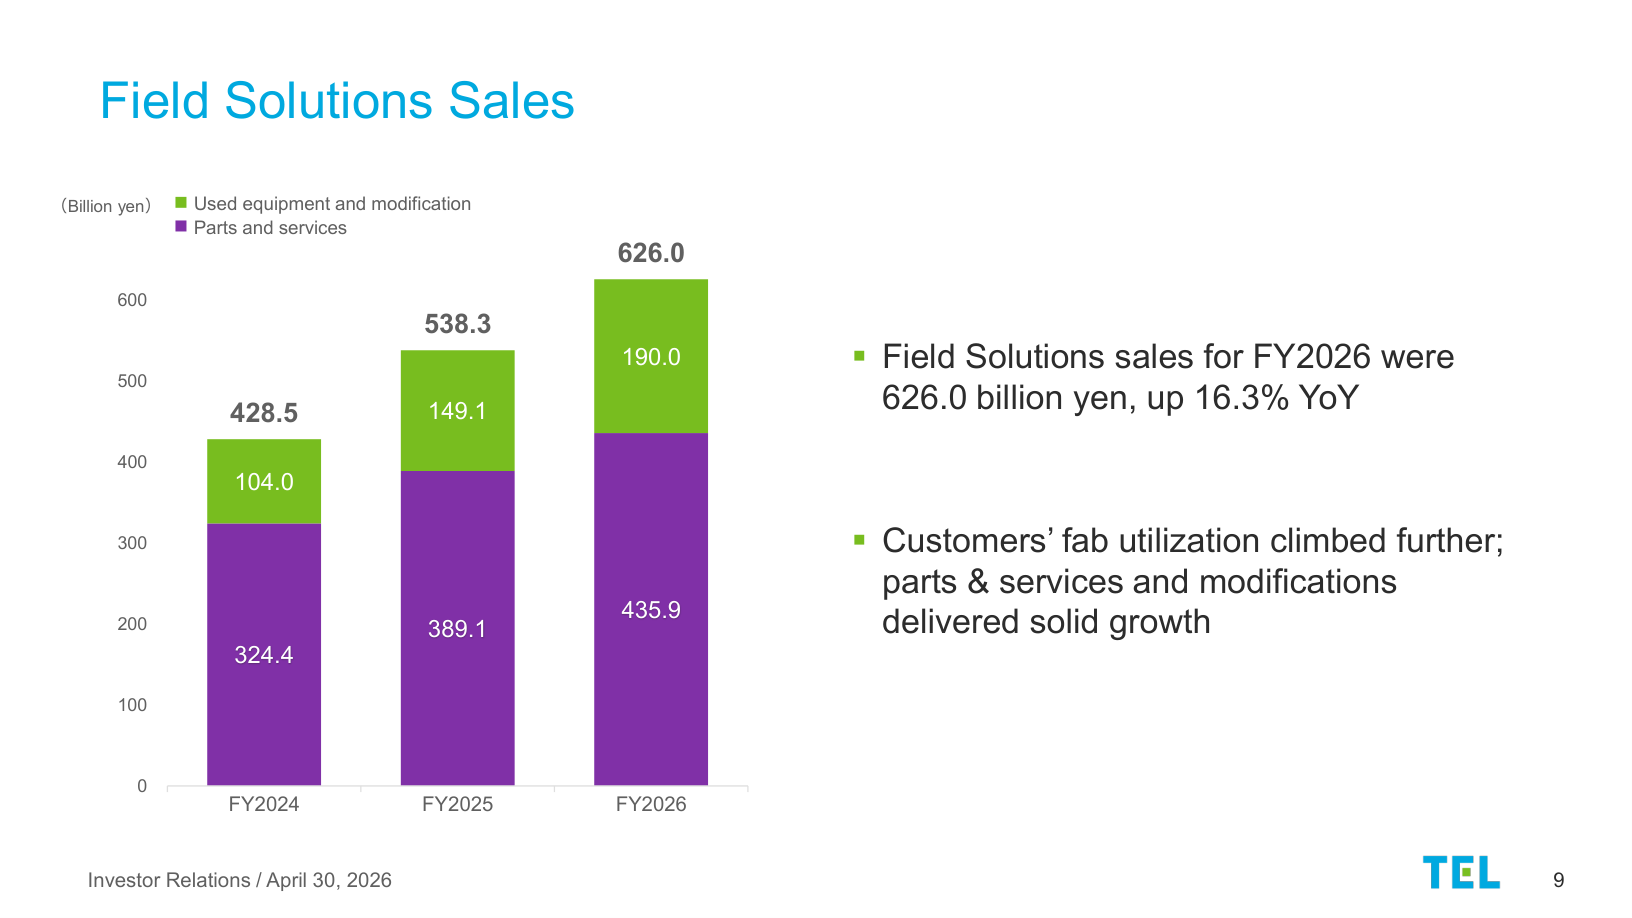 Field Solutions Sales
（Billion yen）
Used equipment and modification
Parts and services
600
500
400
300
200
100
0
428.5
104.0
324.4
538.3
149.1
389.1
626.0
190.0
435.9
FY2024
FY2025
FY2026
Field Solutions sales for FY2026 were
626.0 billion yen, up 16.3% YoY
Customers’ fab utilization climbed further;
parts & services and modifications
delivered solid growth
Investor Relations / April 30, 2026
TEL
9